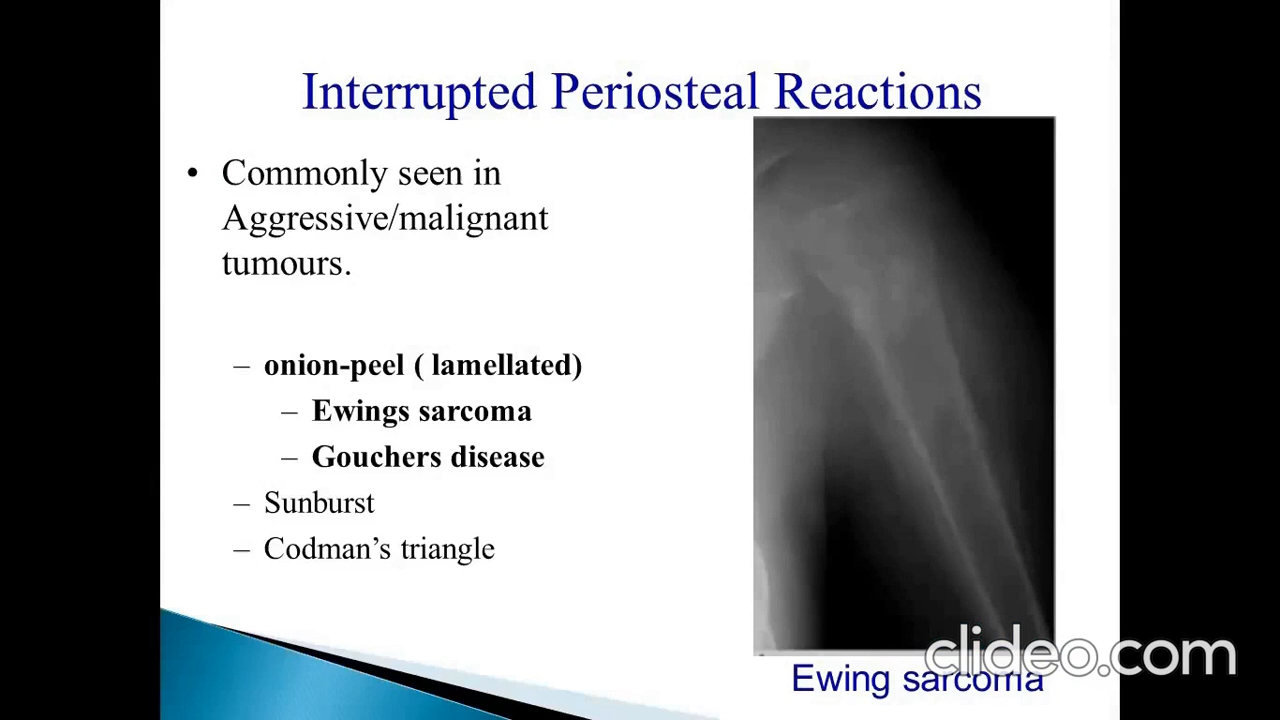 Interrupted Periosteal Reactions
• Commonly seen in
Aggressive/malignant
tumours.
– onion-peel ( lamellated)
– Ewings sarcoma
– Gouchers disease
– Sunburst
– Codman’s triangle
clideo.com
Ewing sarcoma